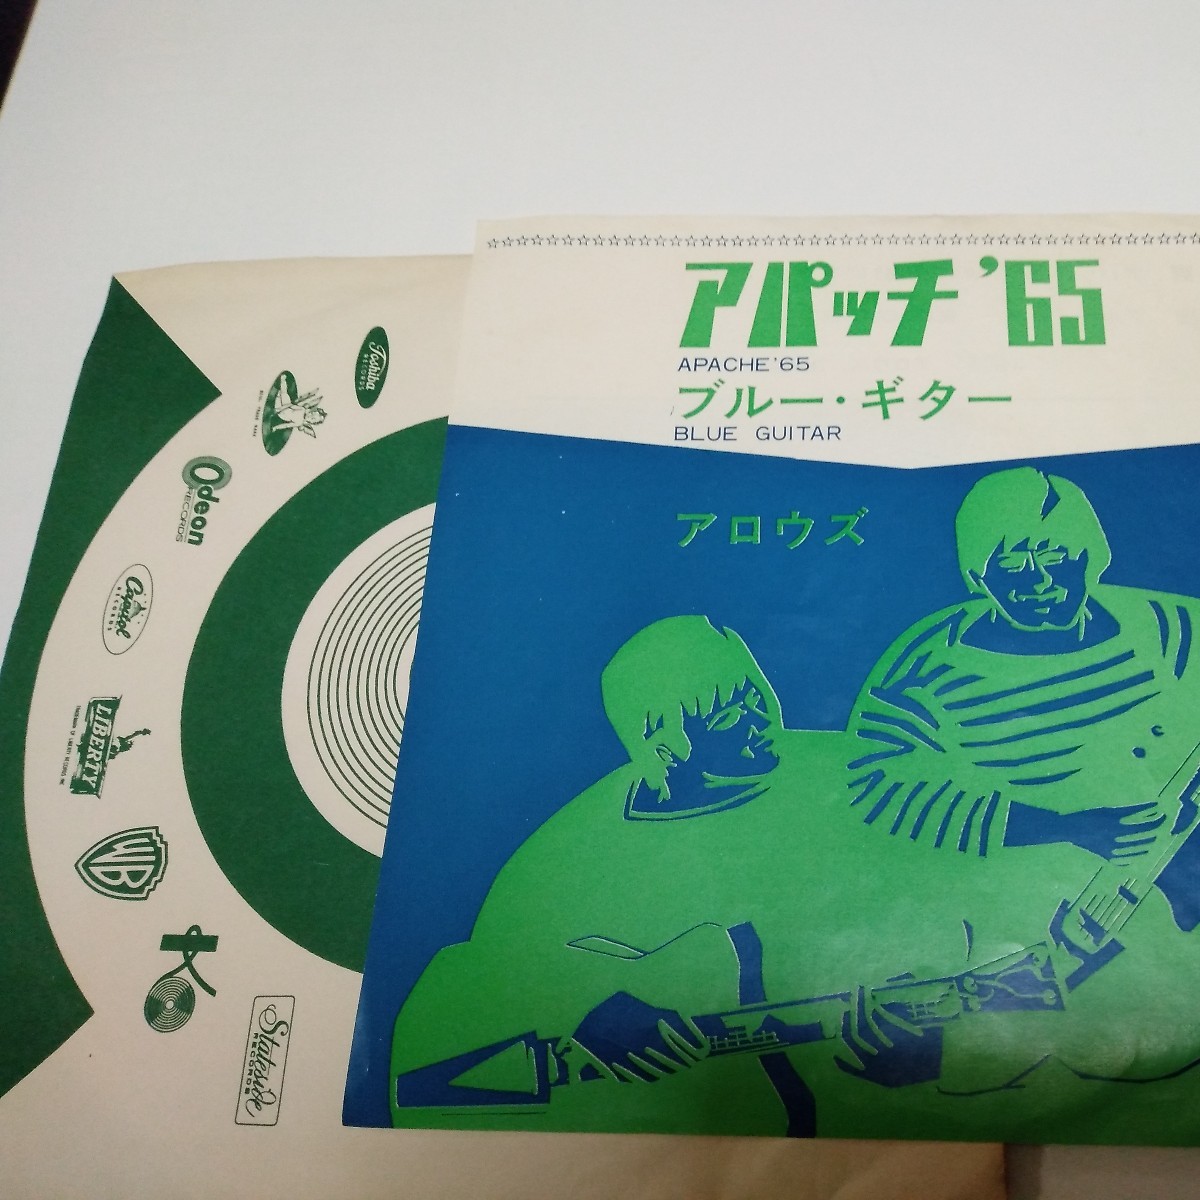 ☆☆☆☆☆☆☆☆☆☆☆☆☆☆☆☆☆☆☆☆☆☆☆☆☆☆☆☆☆☆☆☆☆☆☆☆☆☆☆☆☆☆☆☆☆☆
アパッチ'65
APACHE'65
ブルー・ギター
BLUE GUITAR
アロウズ
Toshiba
RECORDS
Odeon
RECORDS
Capitol
RECORDS
LIBERTY
WB
K
Stateside
RECORDS